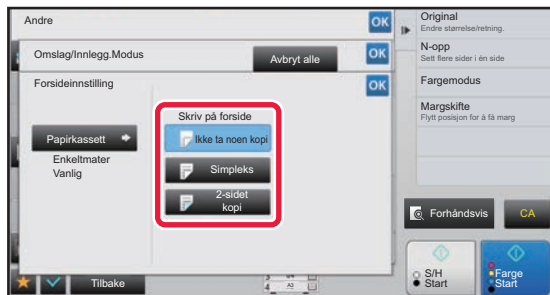 Andre
OK
Omslag/Innlegg.Modus
Avbryt alle
OK
Forsideinnstilling
OK
Skriv på forside
Papirkassett
Enkeltmater
Vanlig
Ikke ta noen kopi
Simpleks
2-sidet
kopi
Tilbake
A3
Original
Endre størrelse/retning.
N-opp
Sett flere sider i én side
Fargemodus
Margskifte
Flytt posisjon for å få marg
Forhåndsvis
CA
S/H
Start
Farge
Start